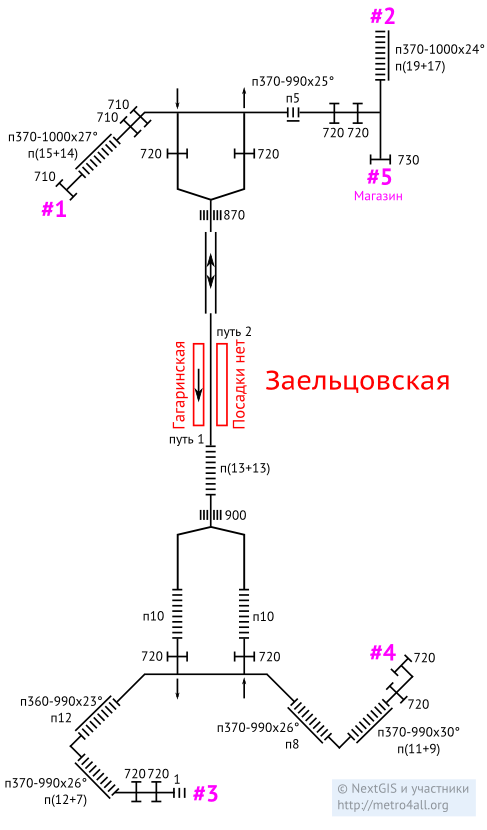 #2
п370-1000x24°
п(19+17)
п370-990x25°
п5
710
710
720 720
п370-1000x27°
п(15+14)
720
720
730
#5
Магазин
710
#1
870
путь 2
Гагаринская
Посадки нет
Заельцовская
путь 1
п(13+13)
900
п10
п10
720
720
#4
720
720
п360-990x23°
п12
п370-990x26°
п8
п370-990x30°
п(11+9)
п370-990x26°
п(12+7)
720 720
1
#3
© NextGIS и участники
http://metro4all.org